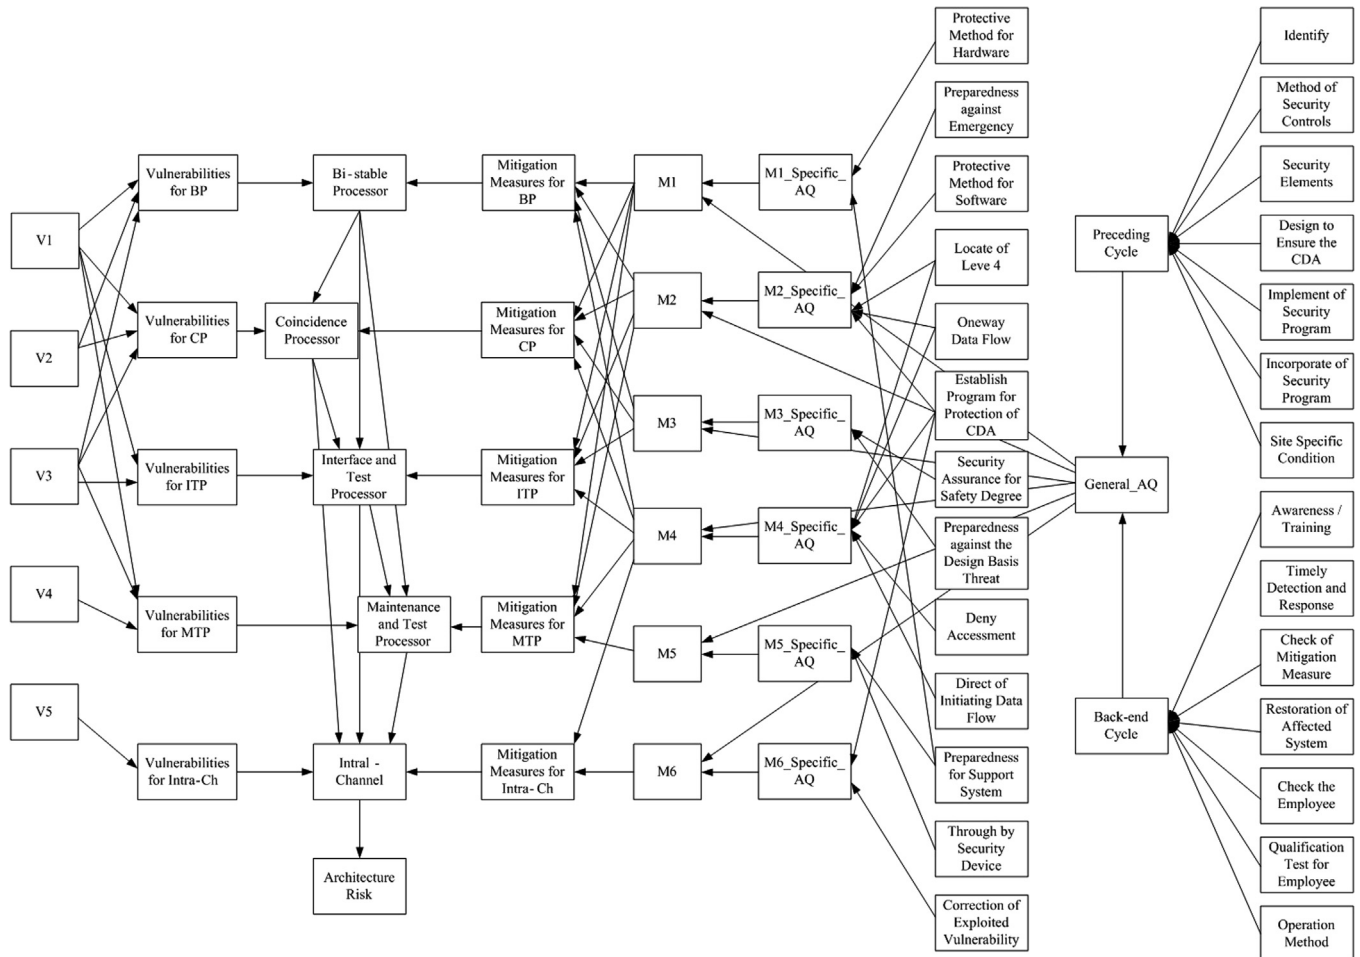 V1
V2
V3
V4
V5
Vulnerabilities
for BP
Vulnerabilities
for CP
Vulnerabilities
for ITP
Vulnerabilities
for MTP
Vulnerabilities
for Intra-Ch
Bi-stable
Processor
Coincidence
Processor
Interface and
Test
Processor
Maintenance
and Test
Processor
Intral -
Channel
Architecture
Risk
Mitigation
Measures for
BP
Mitigation
Measures for
CP
Mitigation
Measures for
ITP
Mitigation
Measures for
MTP
Mitigation
Measures for
Intra-Ch
M1
M2
M3
M4
M5
M6
M1_Specific_
AQ
M2_Specific_
AQ
M3_Specific_
AQ
M4_Specific_
AQ
M5_Specific_
AQ
M6_Specific_
AQ
Protective
Method for
Hardware
Preparedness
against
Emergency
Protective
Method for
Software
Locate of
Leve 4
Oneway
Data Flow
Establish
Program for
Protection of
CDA
Security
Assurance for
Safety Degree
Preparedness
against the
Design Basis
Threat
Deny
Accessment
Direct of
Initiating Data
Flow
Preparedness
for Support
System
Through by
Security
Device
Correction of
Exploited
Vulnerability
Preceding
Cycle
General_AQ
Back-end
Cycle
Identify
Method of
Security
Controls
Security
Elements
Design to
Ensure the
CDA
Implement of
Security
Program
Incorporate of
Security
Program
Site Specific
Condition
Awareness /
Training
Timely
Detection and
Response
Check of
Mitigation
Measure
Restoration of
Affected
System
Check the
Employee
Qualification
Test for
Employee
Operation
Method